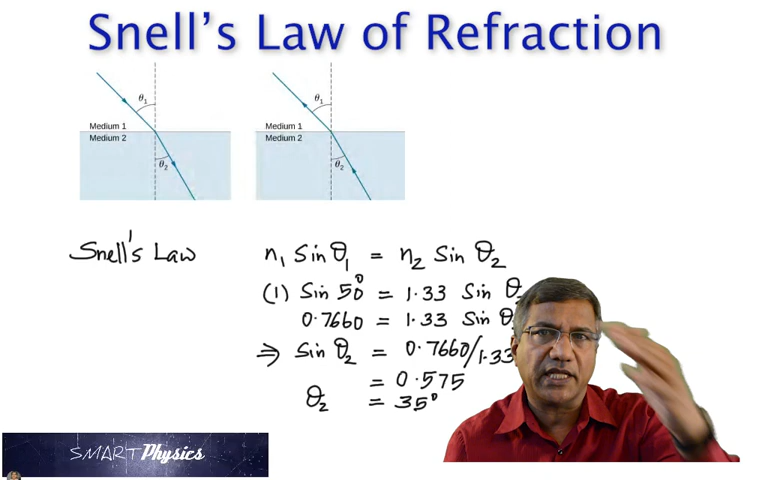 Snell's Law of Refraction
θ1
θ1
Medium 1
Medium 2
Medium 1
Medium 2
θ2
θ2
Snell's Law n1 Sin θ1 = n2 Sin θ2
(1) Sin 50° = 1.33 Sin θ
0.7660 = 1.33 Sin θ
⇒ Sin θ2 = 0.7660/1.33
= 0.575
θ2 = 35°
SMART Physics